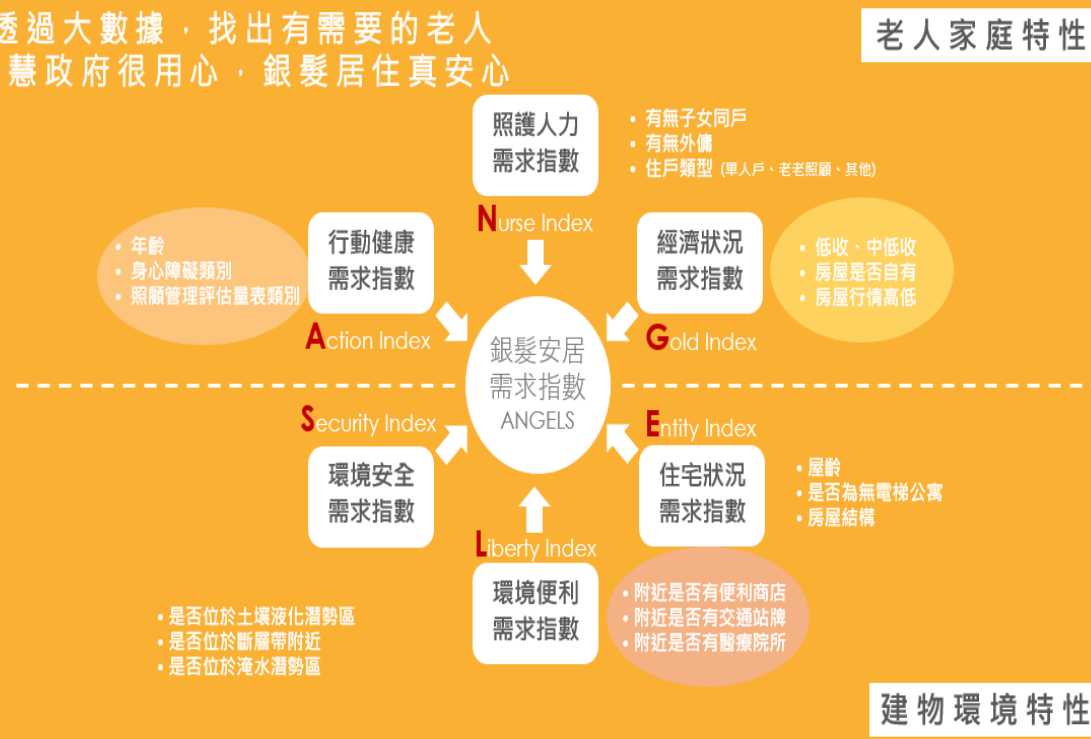 透過大數據，找出有需要的老人
慧政府很用心，銀髮居住真安心
老人家庭特性
照護人力
需求指數
Nurse Index
• 有無子女同戶
• 有無外傭
• 住戶類型 (單人戶、老老照顧、其他)
• 年齡
• 身心障礙類別
• 照顧管理評估量表類別
行動健康
需求指數
Action Index
經濟狀況
需求指數
Gold Index
• 低收、中低收
• 房屋是否自有
• 房屋行情高低
銀髮安居
需求指數
ANGELS
Security Index
環境安全
需求指數
Entity Index
住宅狀況
需求指數
• 屋齡
• 是否為無電梯公寓
• 房屋結構
Liberty Index
環境便利
需求指數
• 附近是否有便利商店
• 附近是否有交通站牌
• 附近是否有醫療院所
• 是否位於土壤液化潛勢區
• 是否位於斷層帶附近
• 是否位於淹水潛勢區
建物環境特性